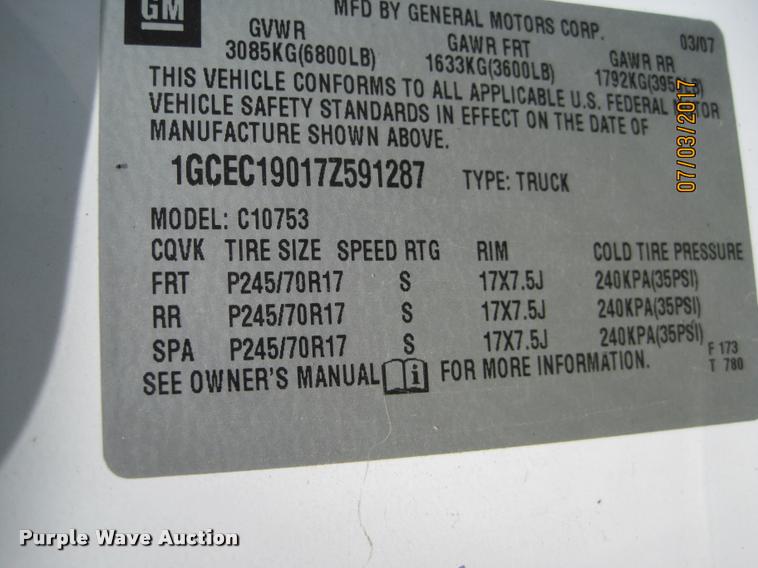 GM
MFD BY GENERAL MOTORS CORP. 03/07
GVWR GAWR FRT GAWR RR
3085KG(6800LB) 1633KG(3600LB)
THIS VEHICLE CONFORMS TO ALL APPLICABLE U.S. FEDERAL
VEHICLE SAFETY STANDARDS IN EFFECT ON THE DATE OF
MANUFACTURE SHOWN ABOVE.
1GCEC19017Z591287 TYPE: TRUCK
MODEL: C10753
CQVK TIRE SIZE SPEED RTG RIM COLD TIRE PRESSURE
FRT P245/70R17 S 17X7.5J 240KPA(35PSI)
RR P245/70R17 S 17X7.5J 240KPA(35PSI)
SPA P245/70R17 S 17X7.5J 240KPA(35PSI)
F 173
T 780
SEE OWNER'S MANUAL i FOR MORE INFORMATION.
07/03/2017
Purple Wave Auction